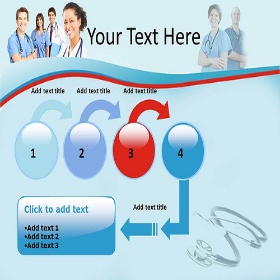 Your Text Here
Add text title
Add text title
Add text title
1
2
3
4
Add text title
Click to add text
•Add text 1
•Add text 2
•Add text 3